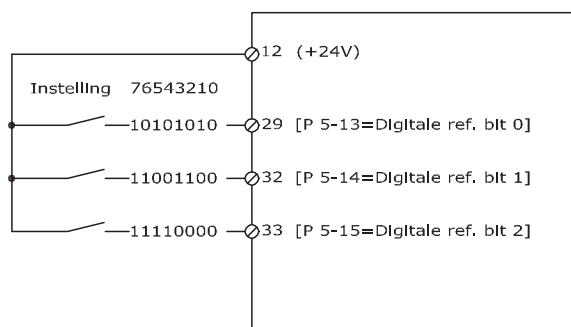 12 (+24V)
Instelling 76543210
10101010 29 [P 5-13=Digitale ref. bit 0]
11001100 32 [P 5-14=Digitale ref. bit 1]
11110000 33 [P 5-15=Digitale ref. bit 2]